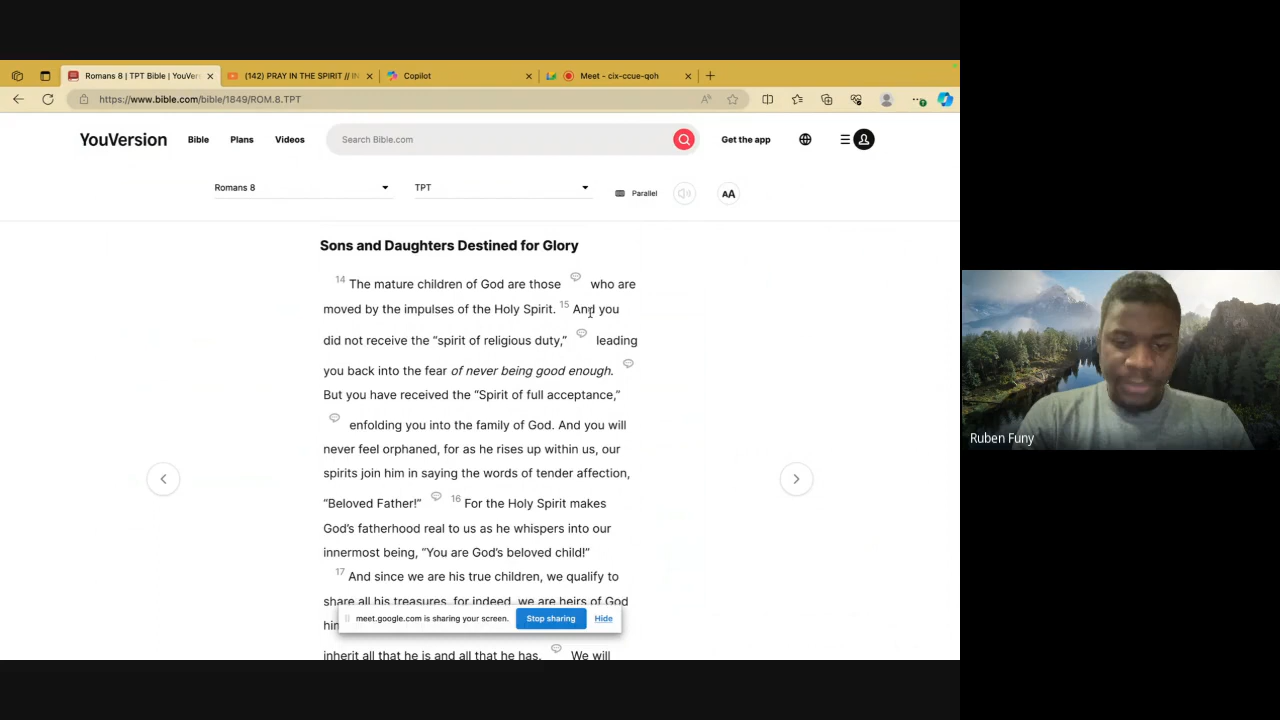 Romans 8 | TPT Bible | YouVer
(142) PRAY IN THE SPIRIT // IN
Copilot
Meet - cix-ccue-qoh
https://www.bible.com/bible/1849/ROM.8.TPT
YouVersion
Bible
Plans
Videos
Search Bible.com
Get the app
Romans 8
TPT
Parallel
AA
Sons and Daughters Destined for Glory
14 The mature children of God are those who are
moved by the impulses of the Holy Spirit. 15 And you
did not receive the “spirit of religious duty,” leading
you back into the fear of never being good enough.
But you have received the “Spirit of full acceptance,”
enfolding you into the family of God. And you will
never feel orphaned, for as he rises up within us, our
spirits join him in saying the words of tender affection,
“Beloved Father!” 16 For the Holy Spirit makes
God’s fatherhood real to us as he whispers into our
innermost being, “You are God’s beloved child!”
17 And since we are his true children, we qualify to
share all his treasures, for indeed, we are heirs of God
him
meet.google.com is sharing your screen.
Stop sharing
Hide
inherit all that he is and all that he has. We will
Ruben Funy